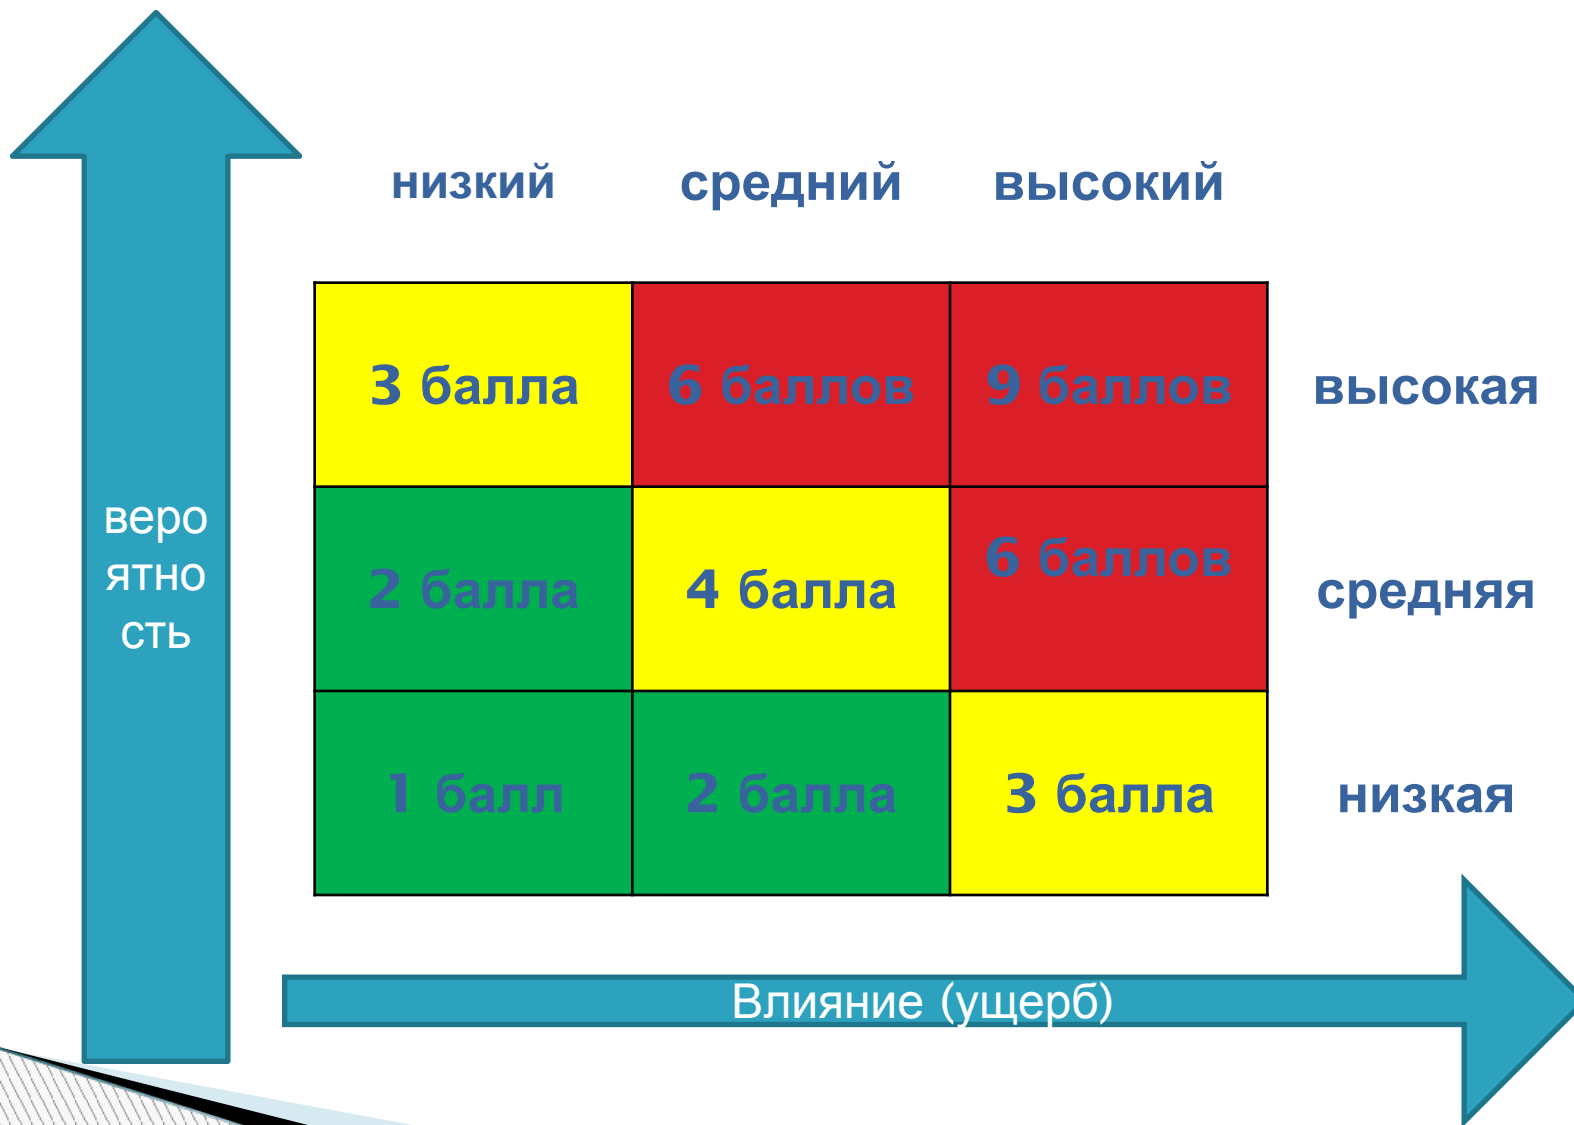 низкий средний высокий
3 балла 6 баллов 9 баллов высокая
веро
ятно
сть
2 балла 4 балла 6 баллов средняя
1 балл 2 балла 3 балла низкая
Влияние (ущерб)